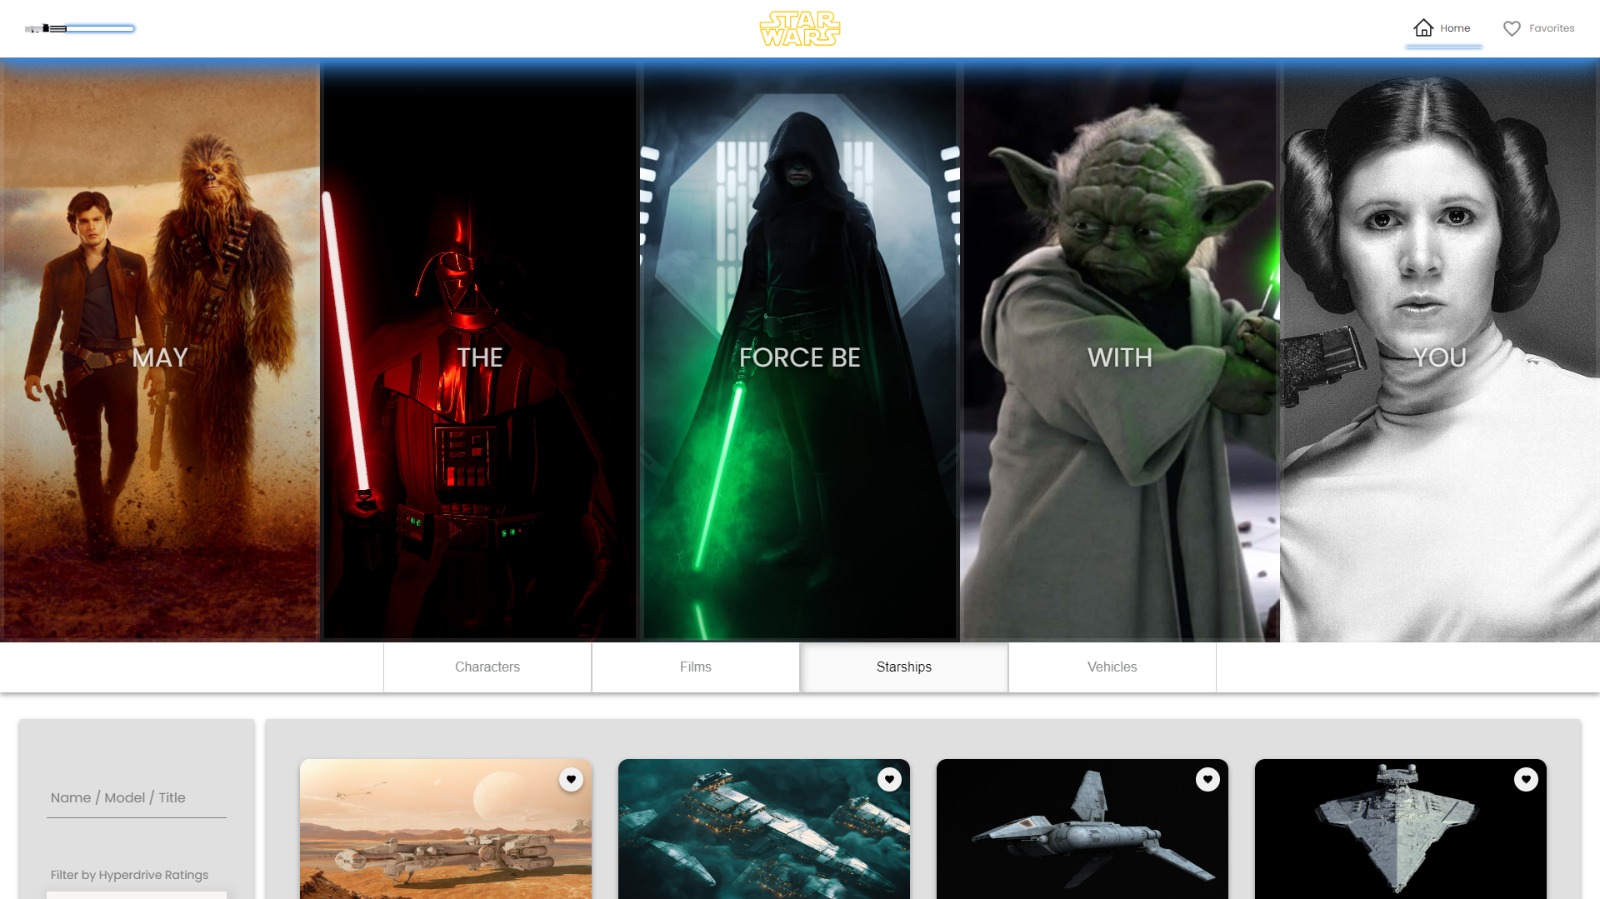 STAR
WARS
Home
Favorites
MAY
THE
FORCE BE
WITH
YOU
Characters
Films
Starships
Vehicles
Name / Model / Title
Filter by Hyperdrive Ratings